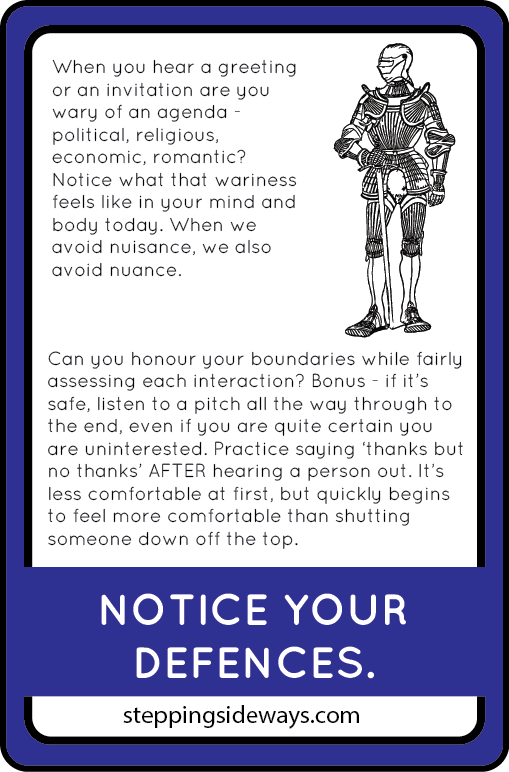 When you hear a greeting
or an invitation are you
wary of an agenda -
political, religious,
economic, romantic?
Notice what that wariness
feels like in your mind and
body today. When we
avoid nuisance, we also
avoid nuance.
Can you honour your boundaries while fairly
assessing each interaction? Bonus - if it's
safe, listen to a pitch all the way through to
the end, even if you are quite certain you
are uninterested. Practice saying 'thanks but
no thanks' AFTER hearing a person out. It's
less comfortable at first, but quickly begins
to feel more comfortable than shutting
someone down off the top.
NOTICE YOUR
DEFENCES.
steppingsideways.com